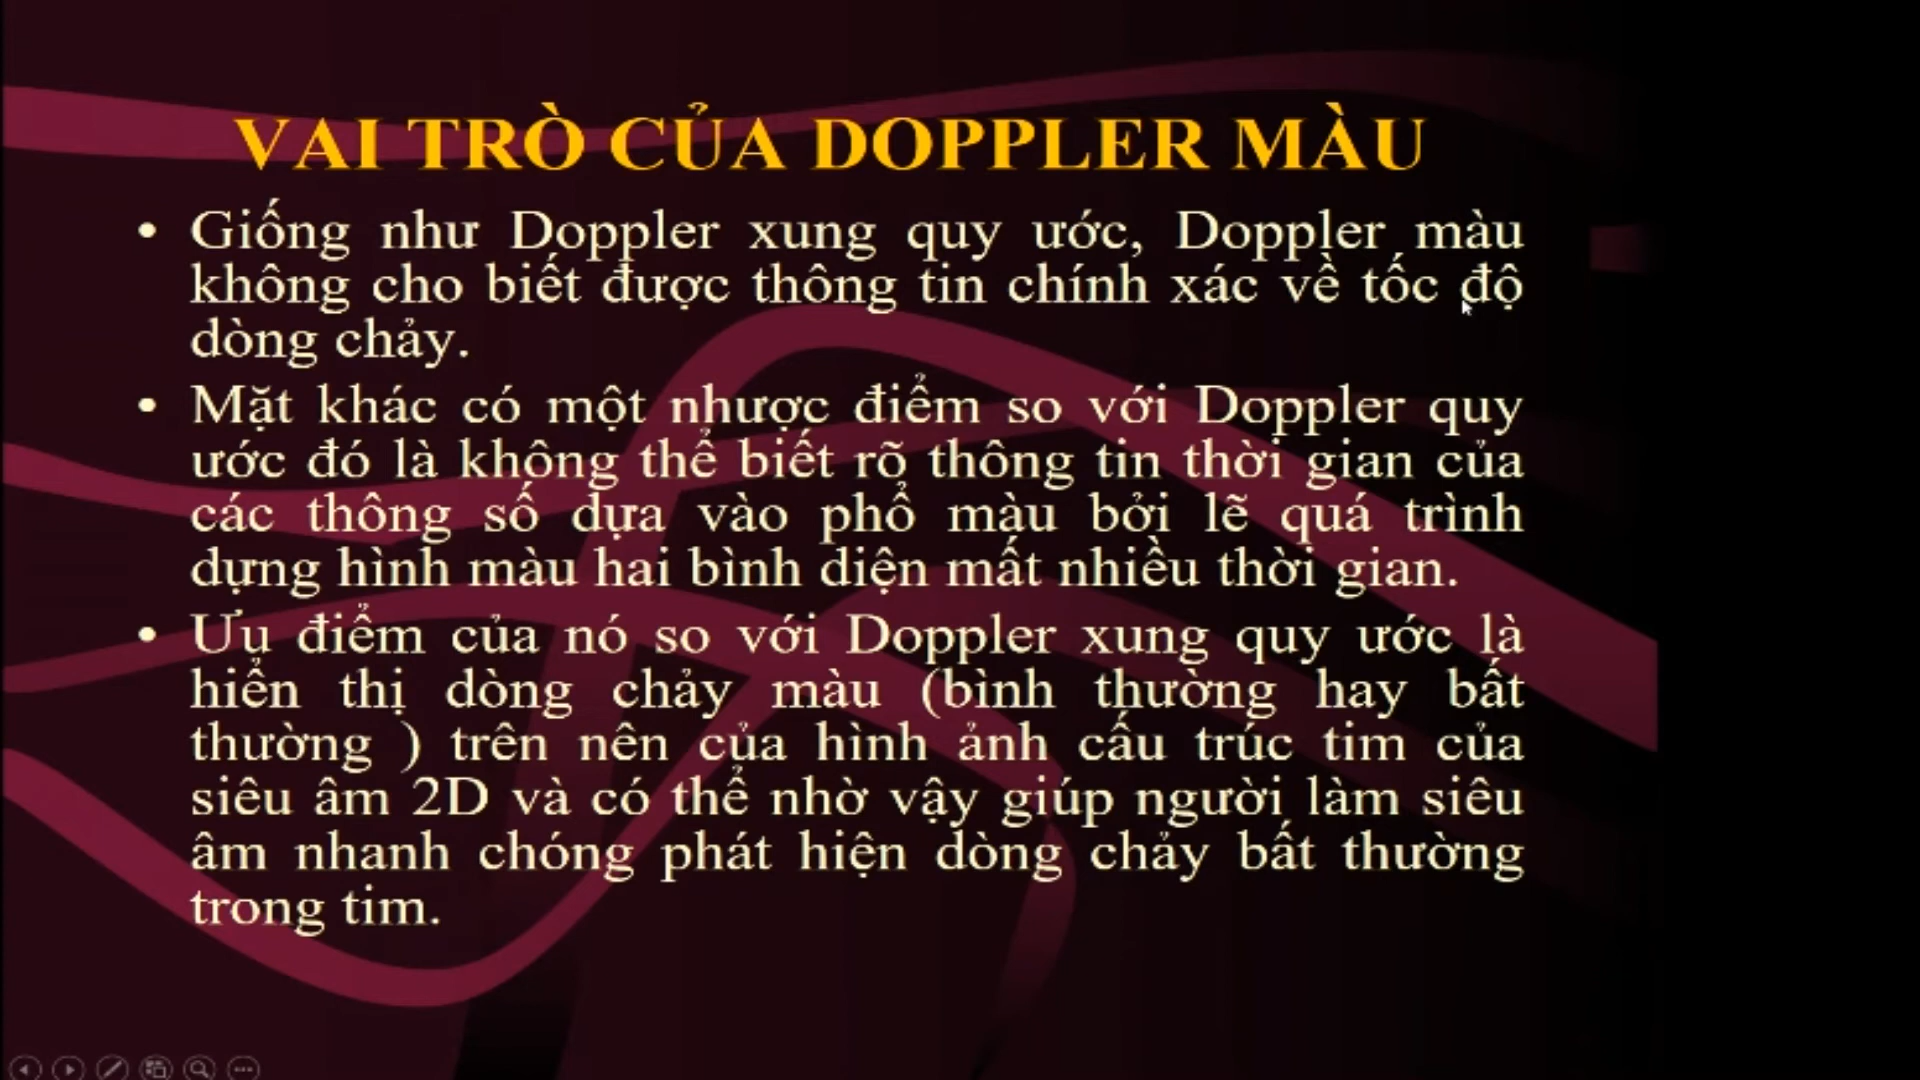 VAI TRÒ CỦA DOPPLER MÀU
• Giống như Doppler xung quy ước, Doppler màu
không cho biết được thông tin chính xác về tốc độ
dòng chảy.
• Mặt khác có một nhược điểm so với Doppler quy
ước đó là không thể biết rõ thông tin thời gian của
các thông số dựa vào phổ màu bởi lẽ quá trình
dựng hình màu hai bình diện mất nhiều thời gian.
• Ưu điểm của nó so với Doppler xung quy ước là
hiển thị dòng chảy màu (bình thường hay bất
thường ) trên nên của hình ảnh cấu trúc tim của
siêu âm 2D và có thể nhờ vậy giúp người làm siêu
âm nhanh chóng phát hiện dòng chảy bất thường
trong tim.